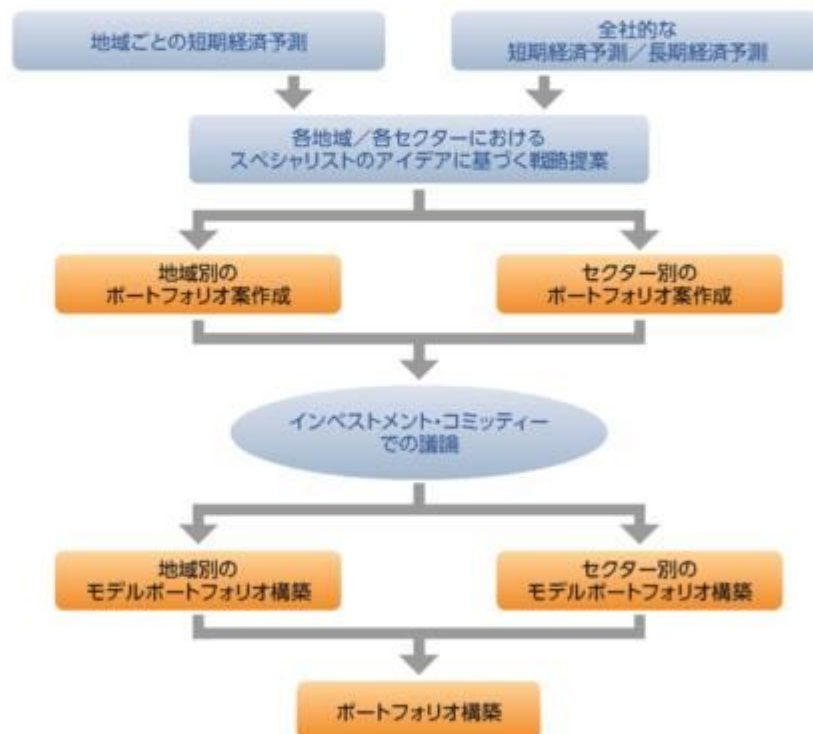 地域ごとの短期経済予測
全社的な
短期経済予測／長期経済予測
各地域／各セクターにおける
スペシャリストのアイデアに基づく戦略提案
地域別の
ポートフォリオ案作成
セクター別の
ポートフォリオ案作成
インベストメント・コミッティー
での議論
地域別の
モデルポートフォリオ構築
セクター別の
モデルポートフォリオ構築
ポートフォリオ構築